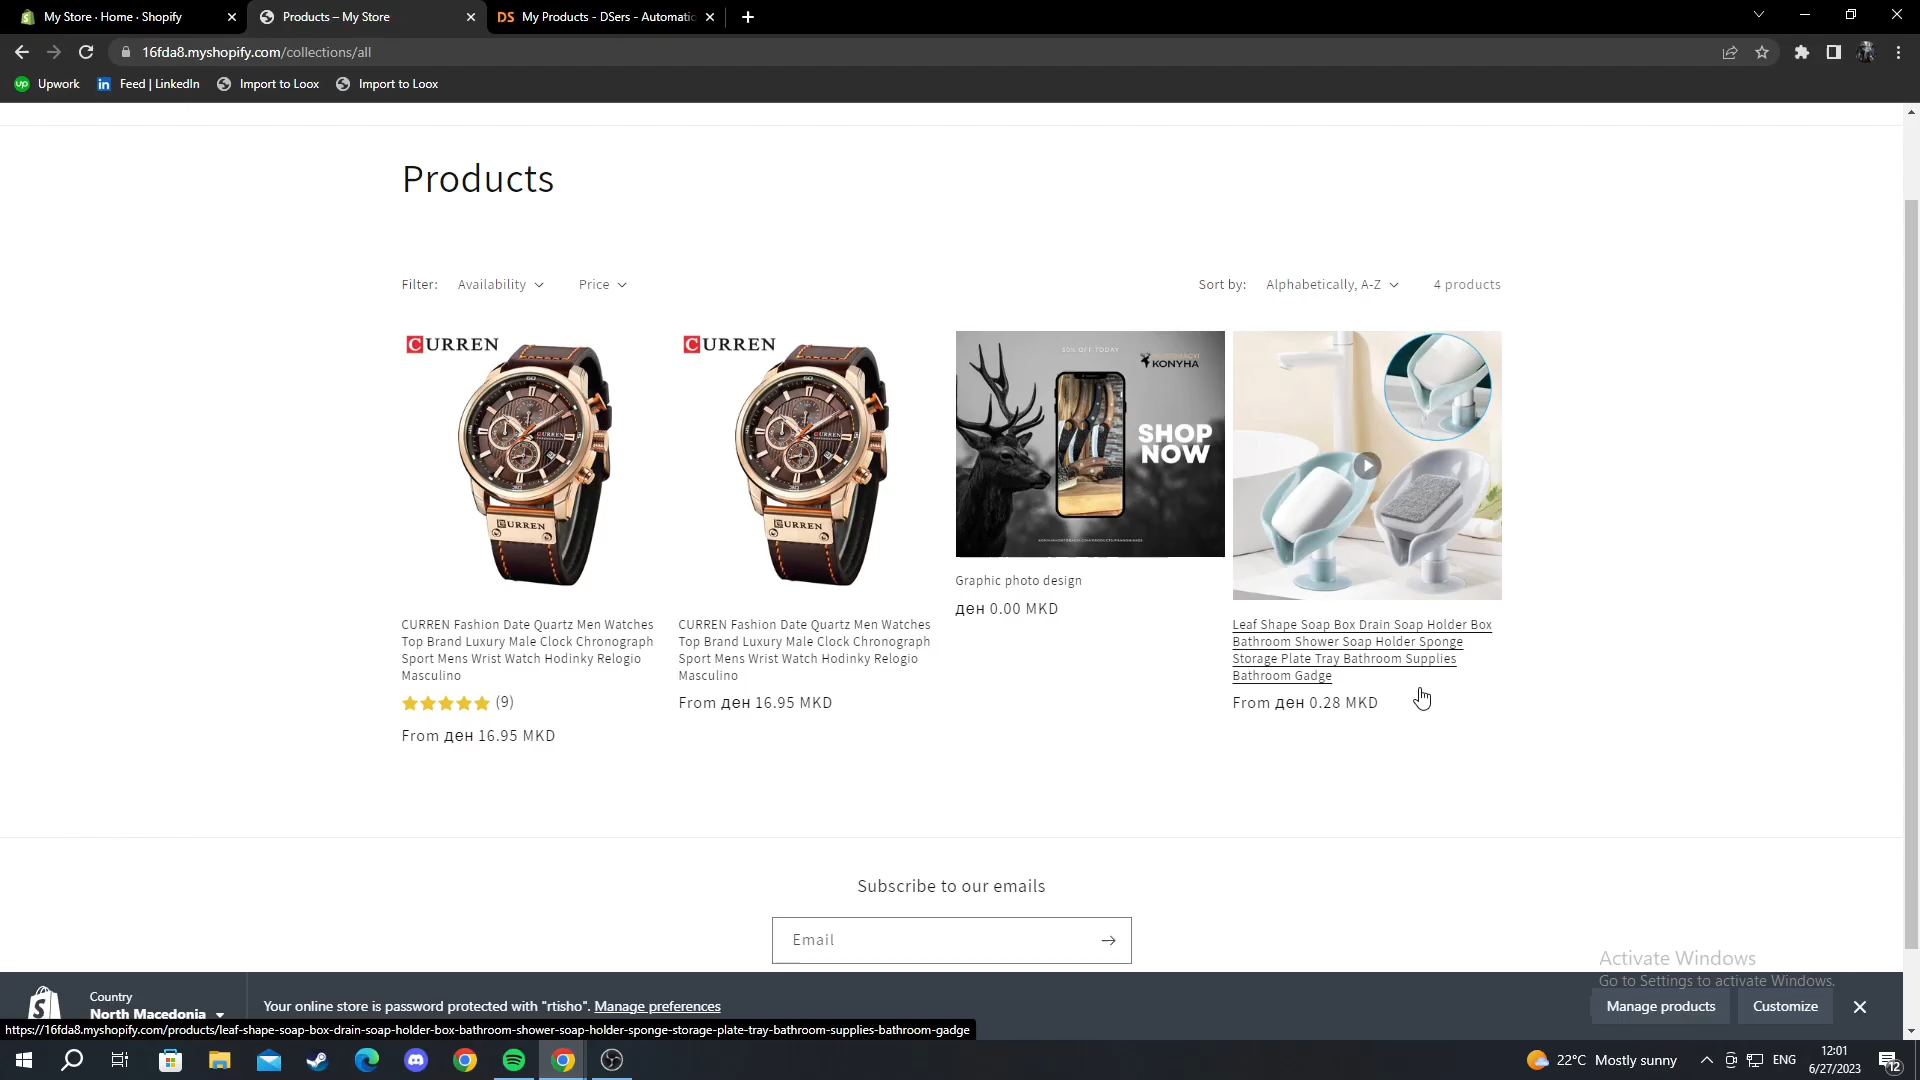 My Store · Home · Shopify
Products – My Store
DS My Products - DSers - Automatic
16fda8.myshopify.com/collections/all
up Upwork
in Feed | LinkedIn
Import to Loox
Import to Loox
Products
Filter: Availability Price
Sort by: Alphabetically, A-Z 4 products
CURREN
CURREN
50% OFF TODAY
KONYHA
SHOP
NOW
CURREN
CURREN
CURREN Fashion Date Quartz Men Watches
Top Brand Luxury Male Clock Chronograph
Sport Mens Wrist Watch Hodinky Relogio
Masculino
(9)
From ден 16.95 MKD
CURREN Fashion Date Quartz Men Watches
Top Brand Luxury Male Clock Chronograph
Sport Mens Wrist Watch Hodinky Relogio
Masculino
From ден 16.95 MKD
Graphic photo design
ден 0.00 MKD
Leaf Shape Soap Box Drain Soap Holder Box
Bathroom Shower Soap Holder Sponge
Storage Plate Tray Bathroom Supplies
Bathroom Gadge
From ден 0.28 MKD
Subscribe to our emails
Email
Activate Windows
Go to Settings to activate Windows.
Country
North Macedonia
Your online store is password protected with "rtisho". Manage preferences
Manage products
Customize
https://16fda8.myshopify.com/products/leaf-shape-soap-box-drain-soap-holder-box-bathroom-shower-soap-holder-sponge-storage-plate-tray-bathroom-supplies-bathroom-gadge
22°C Mostly sunny
ENG
12:01
6/27/2023
12